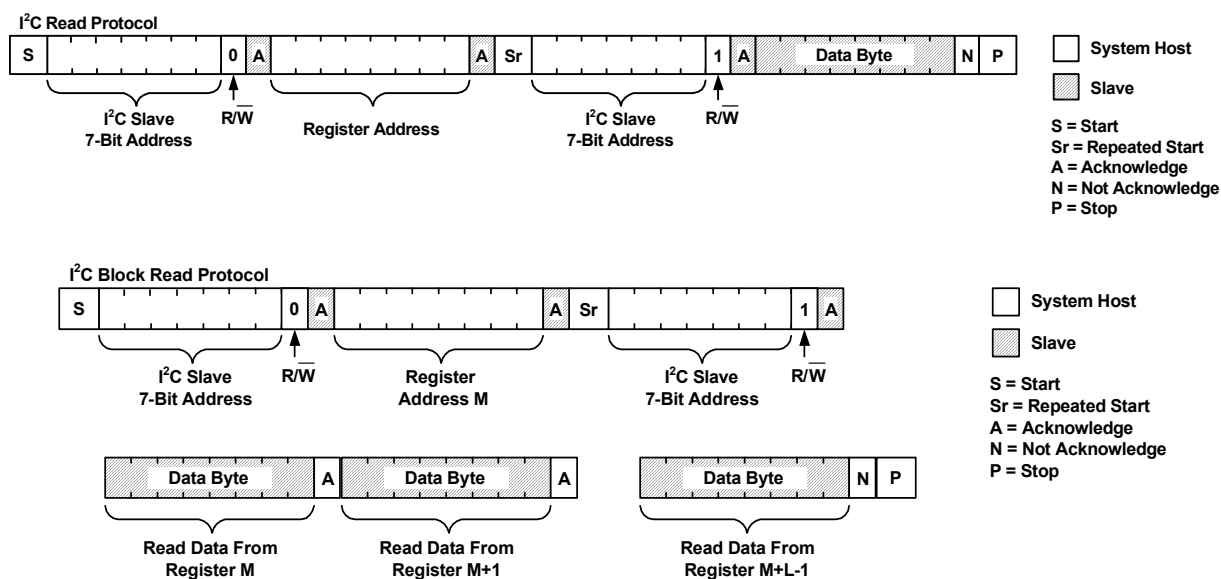 I²C Read Protocol
S 0 A A Sr 1 A Data Byte N P
I²C Slave
7-Bit Address
R/W̅
Register Address
I²C Slave
7-Bit Address
R/W̅
System Host
Slave
S = Start
Sr = Repeated Start
A = Acknowledge
N = Not Acknowledge
P = Stop
I²C Block Read Protocol
S 0 A A Sr 1 A
I²C Slave
7-Bit Address
R/W̅
Register
Address M
I²C Slave
7-Bit Address
R/W̅
System Host
Slave
S = Start
Sr = Repeated Start
A = Acknowledge
N = Not Acknowledge
P = Stop
Data Byte A Data Byte A Data Byte N P
Read Data From
Register M
Read Data From
Register M+1
Read Data From
Register M+L-1